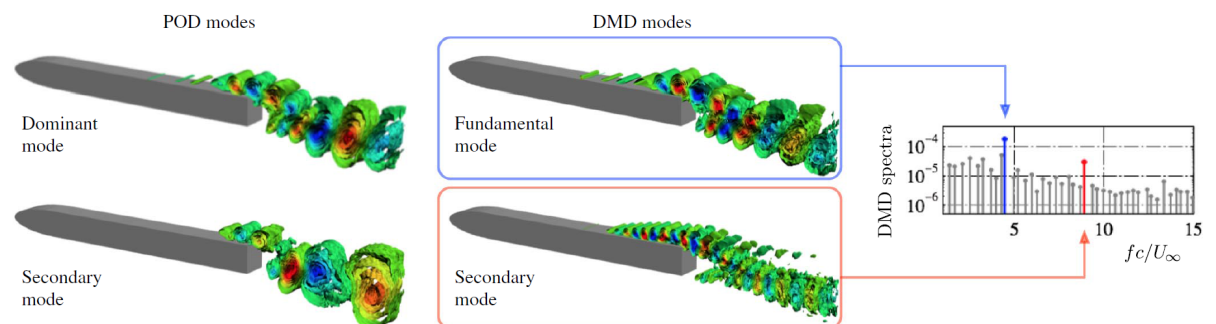 POD modes
DMD modes
Dominant
mode
Fundamental
mode
Secondary
mode
Secondary
mode
DMD spectra
10⁻⁴
10⁻⁵
10⁻⁶
5
10
15
fc/U∞